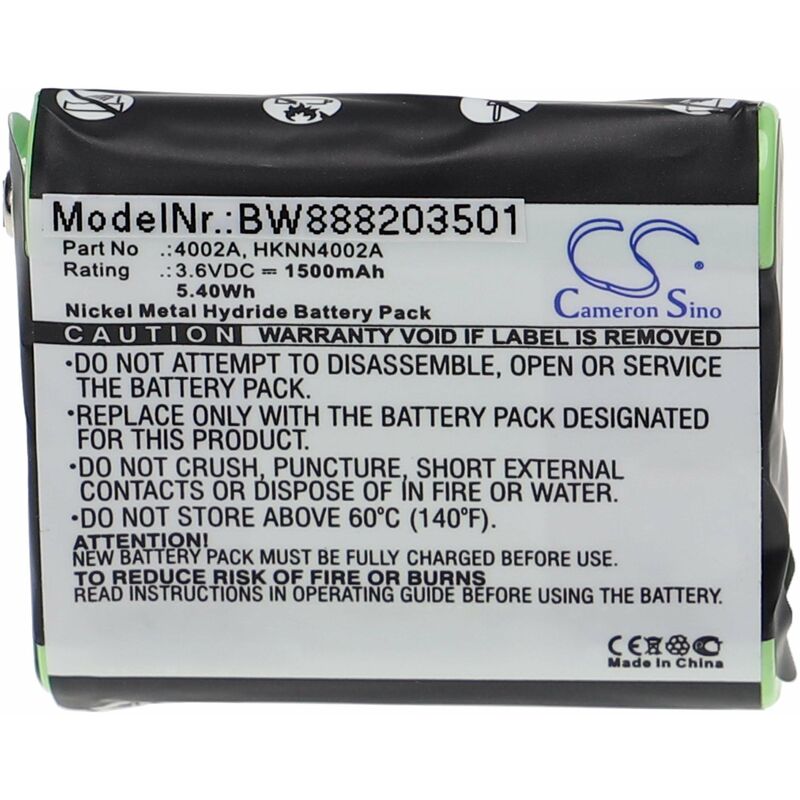 ModelNr.:BW888203501
Part No .: 4002A, HKNN4002A
Rating .: 3.6VDC ⎓ 1500mAh
5.40Wh
Nickel Metal Hydride Battery Pack
CS
Cameron Sino
CAUTION WARRANTY VOID IF LABEL IS REMOVED
•DO NOT ATTEMPT TO DISASSEMBLE, OPEN OR SERVICE
THE BATTERY PACK.
•REPLACE ONLY WITH THE BATTERY PACK DESIGNATED
FOR THIS PRODUCT.
•DO NOT CRUSH, PUNCTURE, SHORT EXTERNAL
CONTACTS OR DISPOSE OF IN FIRE OR WATER.
•DO NOT STORE ABOVE 60°C (140°F).
ATTENTION!
NEW BATTERY PACK MUST BE FULLY CHARGED BEFORE USE.
TO REDUCE RISK OF FIRE OR BURNS
READ INSTRUCTIONS IN OPERATING GUIDE BEFORE USING THE BATTERY.
CE
Made in China